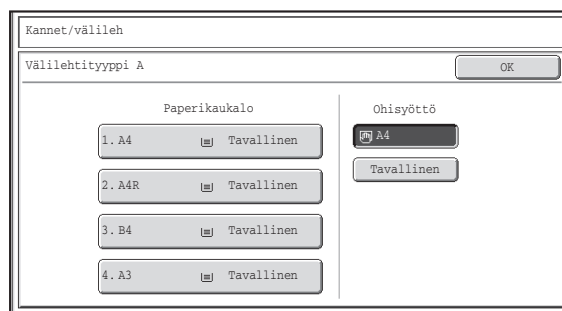 Kannet/välileh
Välilehtityyppi A
OK
Paperikaukalo
Ohisyöttö
1. A4 Tavallinen
A4
2. A4R Tavallinen
Tavallinen
3. B4 Tavallinen
4. A3 Tavallinen